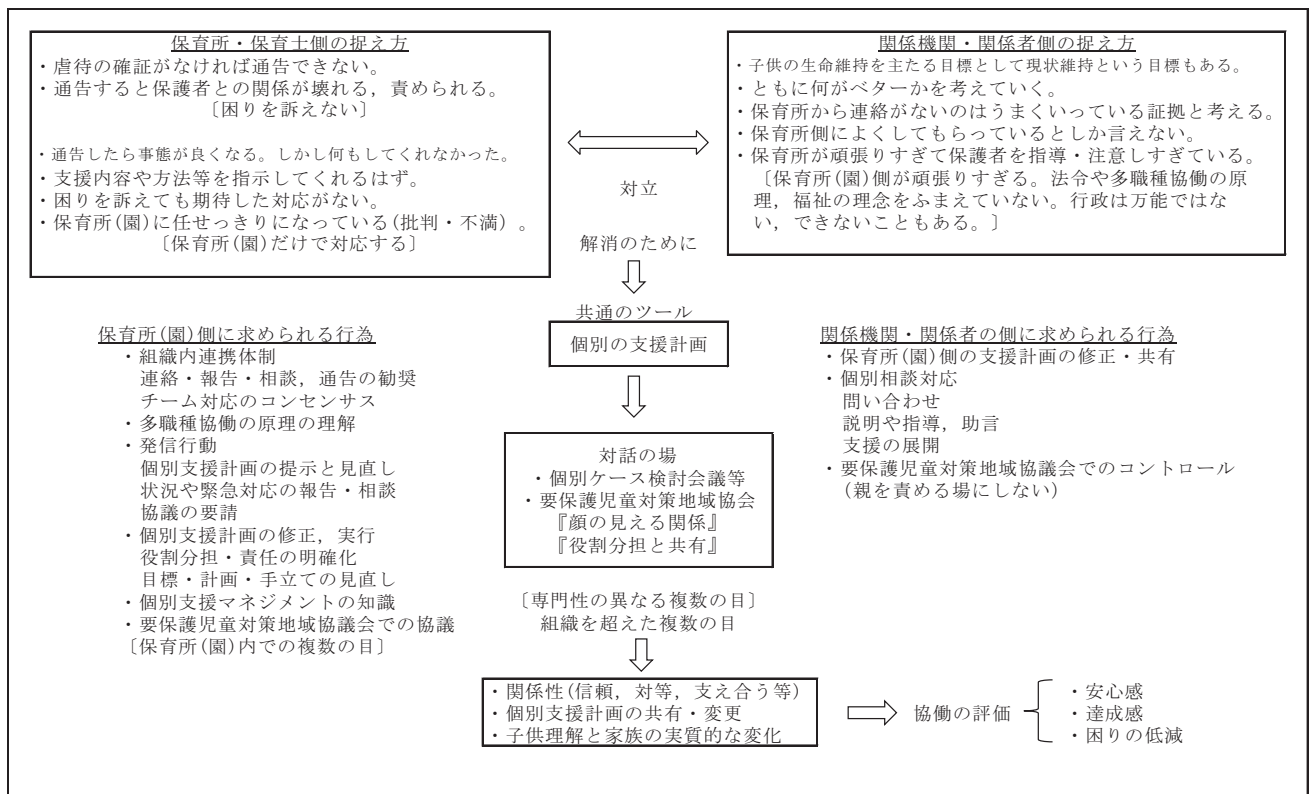 保育所・保育士側の捉え方
・虐待の確証がなければ通告できない。
・通告すると保護者との関係が壊れる，責められる。
〔困りを訴えない〕
・通告したら事態が良くなる。しかし何もしてくれなかった。
・支援内容や方法等を指示してくれるはず。
・困りを訴えても期待した対応がない。
・保育所(園)に任せっきりになっている(批判・不満)。
〔保育所(園)だけで対応する〕
対立
解消のために
関係機関・関係者側の捉え方
・子供の生命維持を主たる目標として現状維持という目標もある。
・ともに何がベターかを考えていく。
・保育所から連絡がないのはうまくいっている証拠と考える。
・保育所側によくしてもらっているとしか言えない。
・保育所が頑張りすぎて保護者を指導・注意しすぎている。
〔保育所(園)側が頑張りすぎる。法令や多職種協働の原
理，福祉の理念をふまえていない。行政は万能ではな
い，できないこともある。〕
共通のツール
個別の支援計画
保育所(園)側に求められる行為
・組織内連携体制
連絡・報告・相談，通告の勧奨
チーム対応のコンセンサス
・多職種協働の原理の理解
・発信行動
個別支援計画の提示と見直し
状況や緊急対応の報告・相談
協議の要請
・個別支援計画の修正，実行
役割分担・責任の明確化
目標・計画・手立ての見直し
・個別支援マネジメントの知識
・要保護児童対策地域協議会での協議
〔保育所(園)内での複数の目〕
対話の場
・個別ケース検討会議等
・要保護児童対策地域協会
『顔の見える関係』
『役割分担と共有』
関係機関・関係者の側に求められる行為
・保育所(園)側の支援計画の修正・共有
・個別相談対応
問い合わせ
説明や指導，助言
支援の展開
・要保護児童対策地域協議会でのコントロール
(親を責める場にしない)
〔専門性の異なる複数の目〕
組織を超えた複数の目
・関係性(信頼，対等，支え合う等)
・個別支援計画の共有・変更
・子供理解と家族の実質的な変化
協働の評価
・安心感
・達成感
・困りの低減